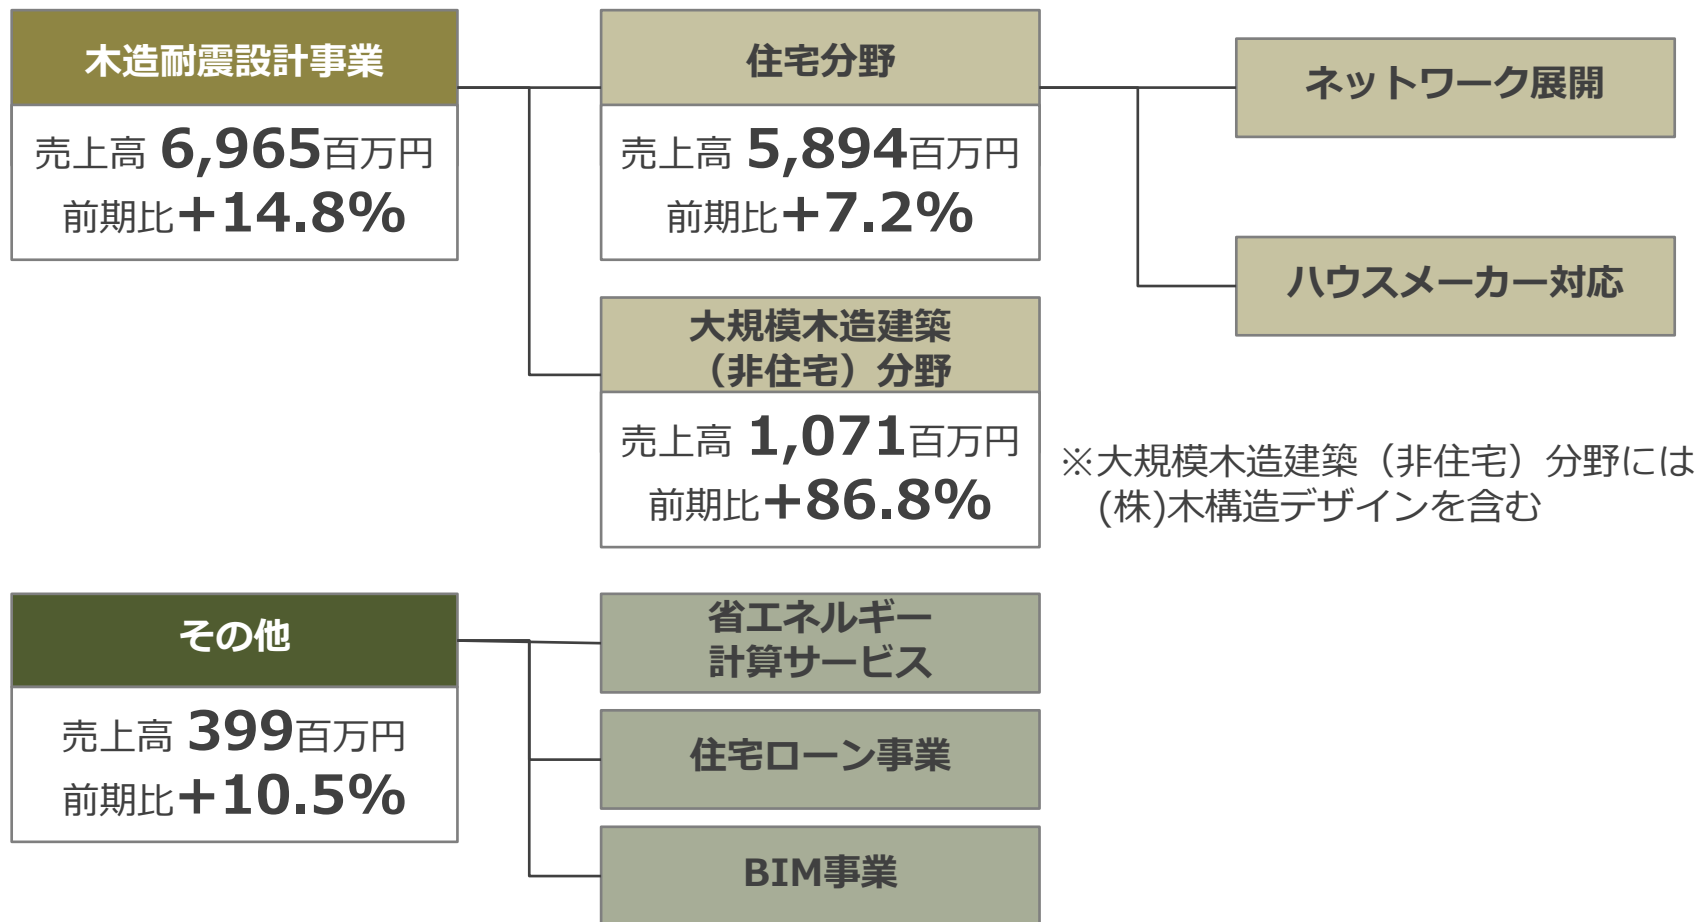 木造耐震設計事業
売上高 6,965百万円
前期比+14.8%
住宅分野
売上高 5,894百万円
前期比+7.2%
ネットワーク展開
ハウスメーカー対応
大規模木造建築
（非住宅）分野
売上高 1,071百万円
前期比+86.8%
※大規模木造建築（非住宅）分野には
(株)木構造デザインを含む
その他
売上高 399百万円
前期比+10.5%
省エネルギー
計算サービス
住宅ローン事業
BIM事業